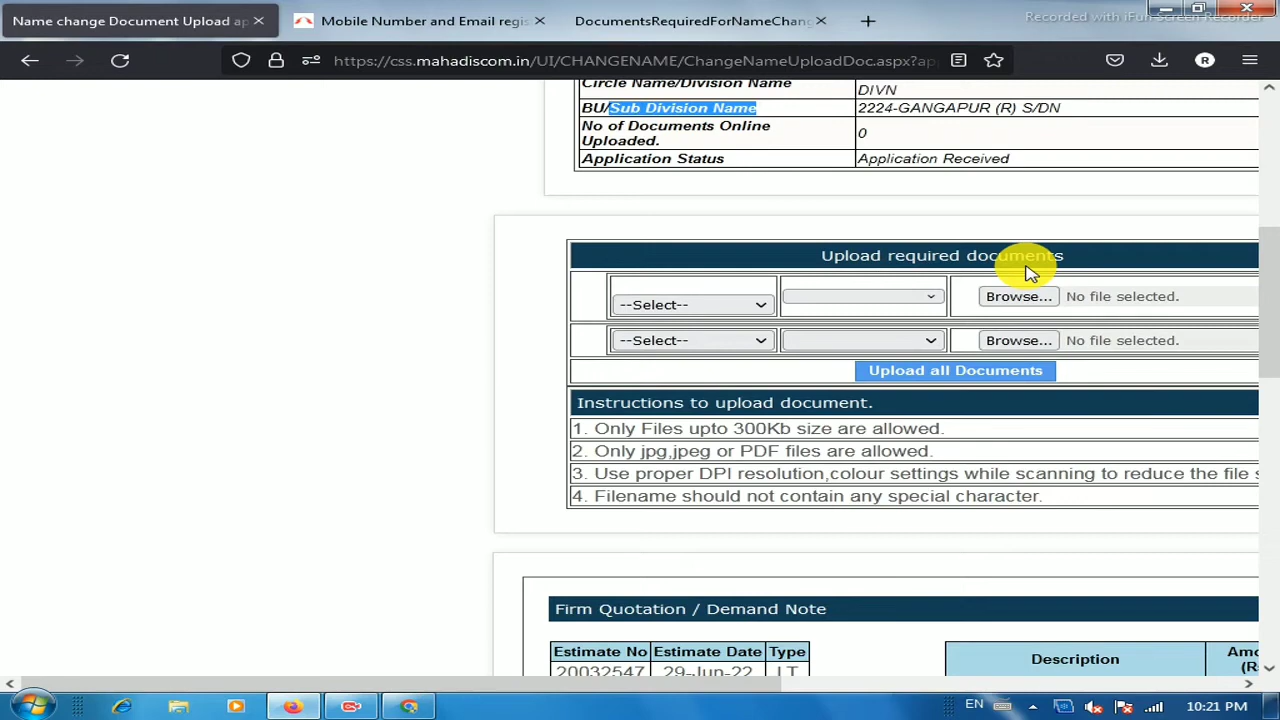 Name change Document Upload ap
Mobile Number and Email regis
DocumentsRequiredForNameChang
Recorded with iFun Screen Recorder
https://css.mahadiscom.in/UI/CHANGENAME/ChangeNameUploadDoc.aspx?ap
R
Circle Name/Division Name
DIVN
BU/Sub Division Name
2224-GANGAPUR (R) S/DN
No of Documents Online
Uploaded.
0
Application Status
Application Received
Upload required documents
--Select--
Browse...
No file selected.
--Select--
Browse...
No file selected.
Upload all Documents
Instructions to upload document.
1. Only Files upto 300Kb size are allowed.
2. Only jpg,jpeg or PDF files are allowed.
3. Use proper DPI resolution,colour settings while scanning to reduce the file s
4. Filename should not contain any special character.
Firm Quotation / Demand Note
Estimate No Estimate Date Type
20032547 29-Jun-22 LT
Description
Amo
(Rs
EN
10:21 PM